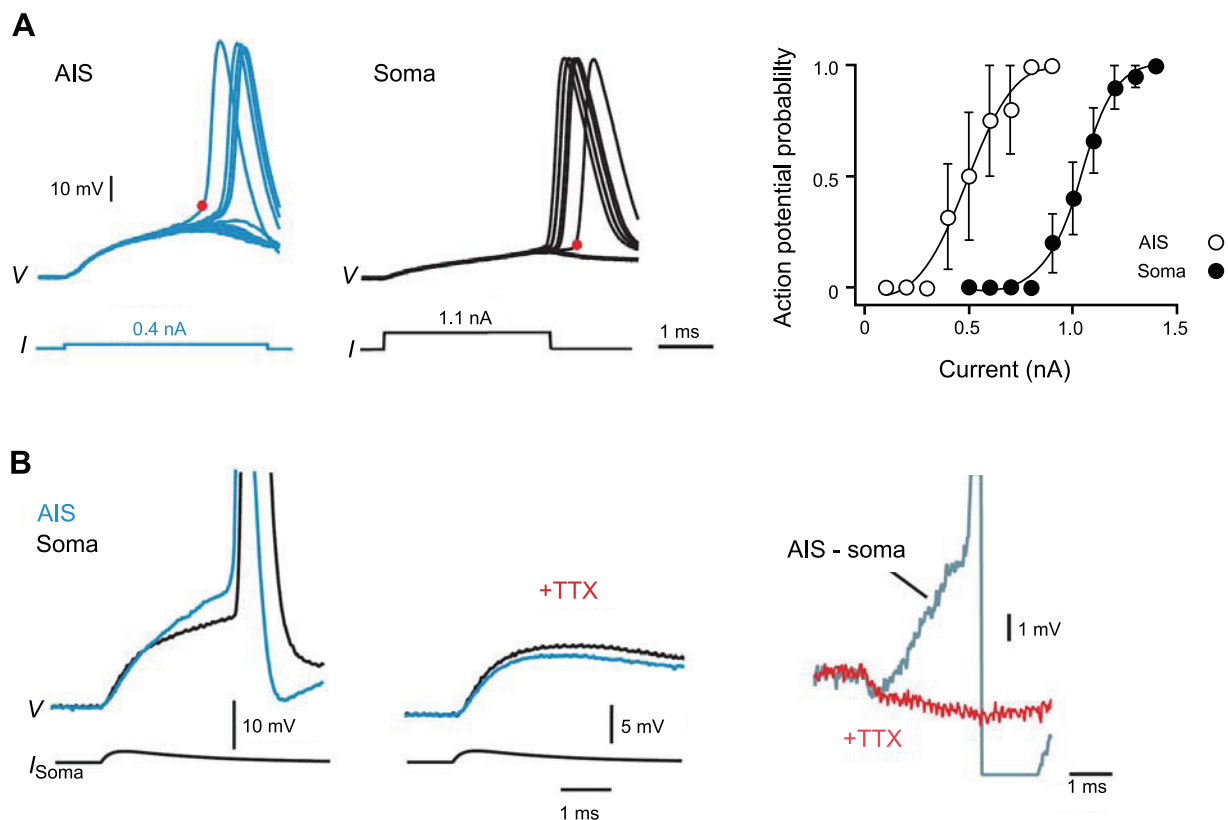 A
AIS
Soma
10 mV
V
V
0.4 nA
1.1 nA
I
I
1 ms
Action potential probability
1.0
0.5
0
0
0.5
1.0
1.5
Current (nA)
AIS
Soma
B
AIS
Soma
+TTX
AIS - soma
1 mV
V
10 mV
5 mV
+TTX
ISoma
1 ms
1 ms